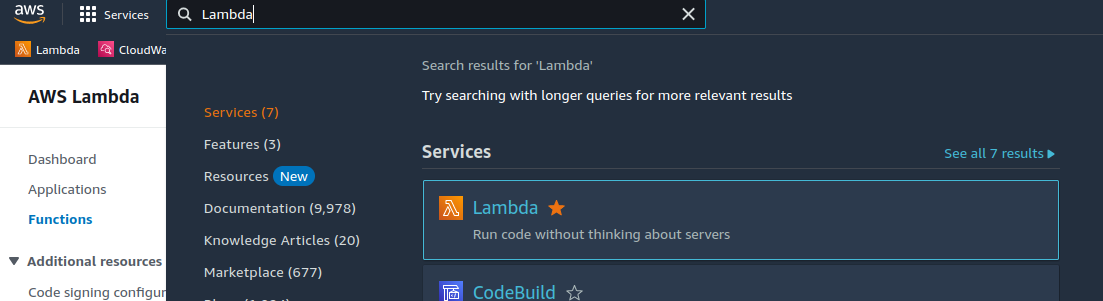 aws
Services
Lambda
Lambda
CloudWa
Search results for 'Lambda'
Try searching with longer queries for more relevant results
AWS Lambda
Dashboard
Applications
Functions
Additional resources
Code signing configur
Services (7)
Features (3)
Resources New
Documentation (9,978)
Knowledge Articles (20)
Marketplace (677)
Services
See all 7 results
Lambda
Run code without thinking about servers
CodeBuild